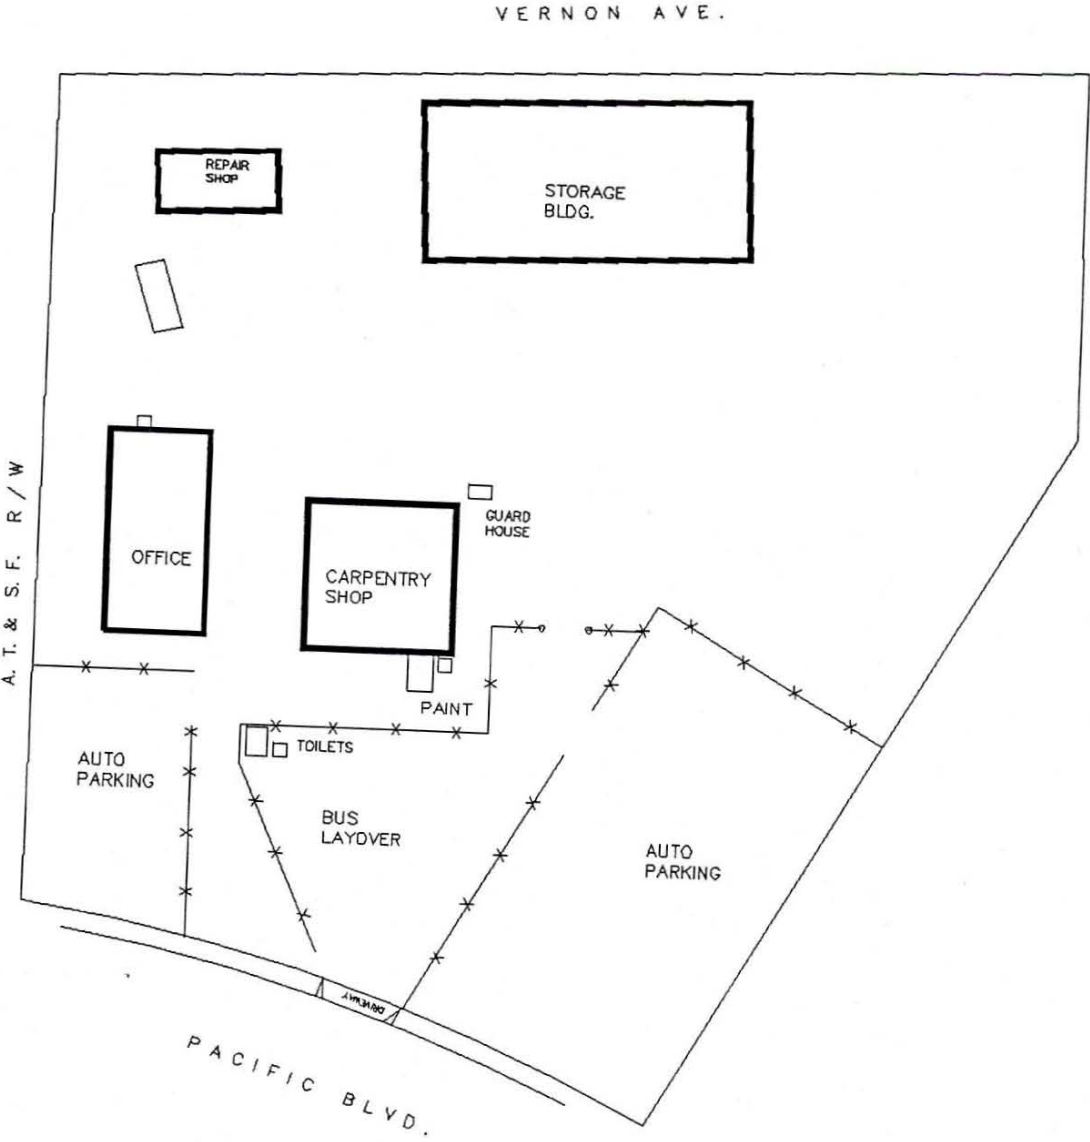 VERNON AVE.
REPAIR
SHOP
STORAGE
BLDG.
A. T. & S. F. R / W
OFFICE
GUARD
HOUSE
CARPENTRY
SHOP
PAINT
TOILETS
AUTO
PARKING
BUS
LAYOVER
AUTO
PARKING
DRIVEWAY
PACIFIC BLVD.